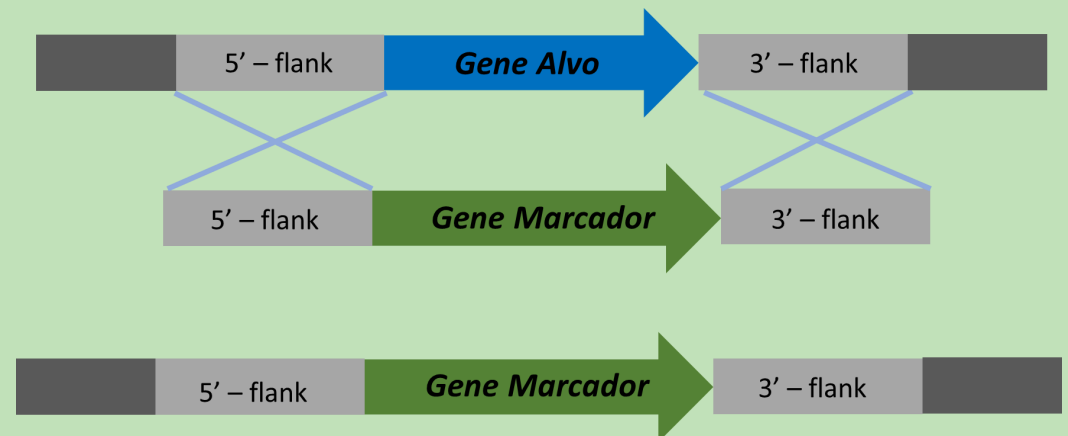 5’ – flank
Gene Alvo
3’ – flank
5’ – flank
Gene Marcador
3’ – flank
5’ – flank
Gene Marcador
3’ – flank